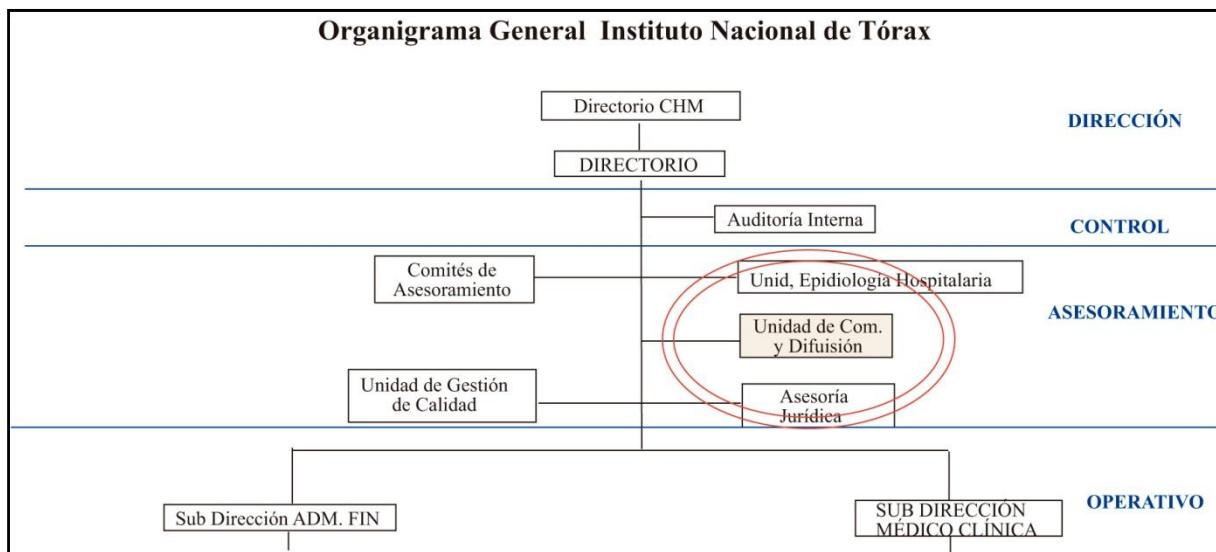 Organigrama General Instituto Nacional de Tórax
Directorio CHM
DIRECCIÓN
DIRECTORIO
Auditoría Interna
CONTROL
Comités de
Asesoramiento
Unid, Epidiología Hospitalaria
ASESORAMIENTO
Unidad de Com.
y Difuisión
Unidad de Gestión
de Calidad
Asesoría
Jurídica
OPERATIVO
Sub Dirección ADM. FIN
SUB DIRECCIÓN
MÉDICO CLÍNICA